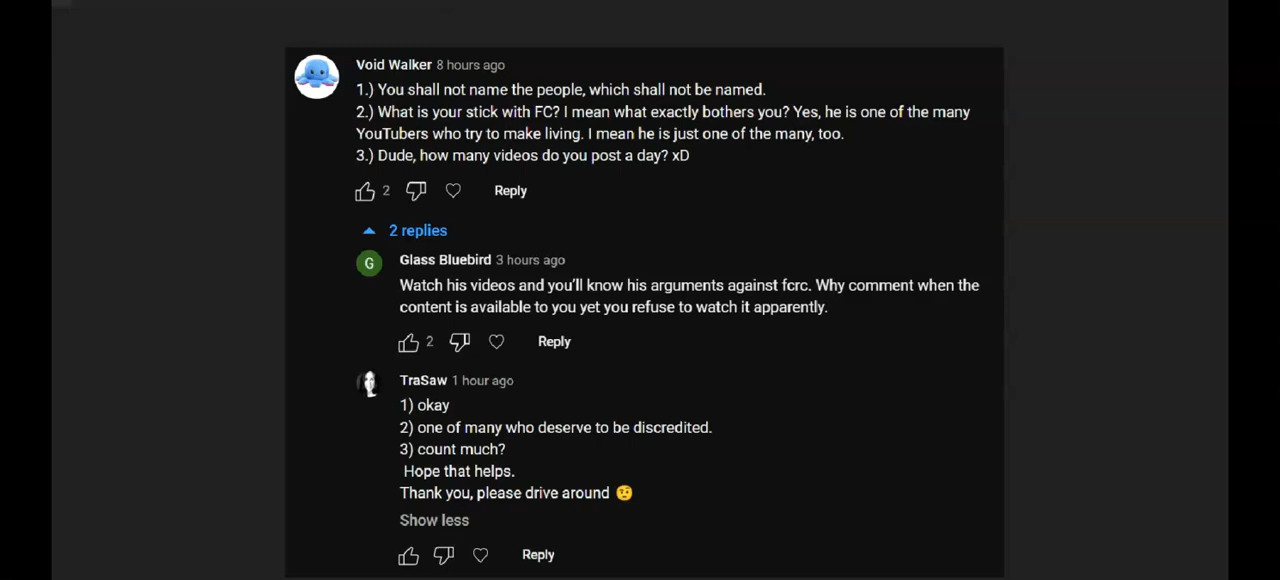 Void Walker 8 hours ago
1.) You shall not name the people, which shall not be named.
2.) What is your stick with FC? I mean what exactly bothers you? Yes, he is one of the many
YouTubers who try to make living. I mean he is just one of the many, too.
3.) Dude, how many videos do you post a day? xD
2 Reply
2 replies
G
Glass Bluebird 3 hours ago
Watch his videos and you'll know his arguments against fcrc. Why comment when the
content is available to you yet you refuse to watch it apparently.
2 Reply
TraSaw 1 hour ago
1) okay
2) one of many who deserve to be discredited.
3) count much?
Hope that helps.
Thank you, please drive around 🤨
Show less
Reply